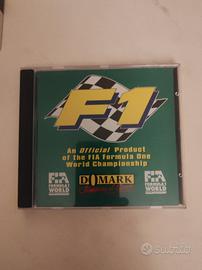 F1
An Official Product
of the FIA Formula One
World Championship
FIA
FORMULA 1
WORLD
DOMARK
FIA
FORMULA 1
WORLD
subito